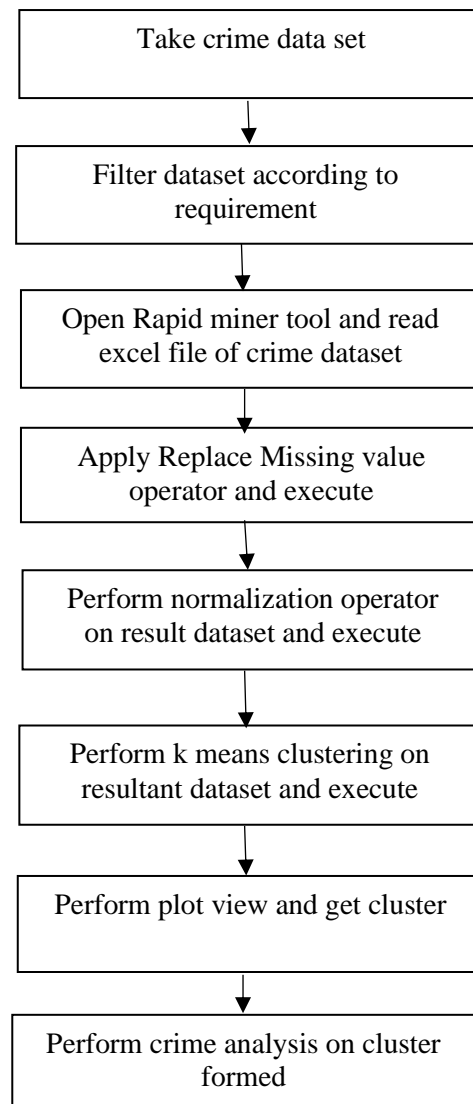 Take crime data set
Filter dataset according to
requirement
Open Rapid miner tool and read
excel file of crime dataset
Apply Replace Missing value
operator and execute
Perform normalization operator
on result dataset and execute
Perform k means clustering on
resultant dataset and execute
Perform plot view and get cluster
Perform crime analysis on cluster
formed